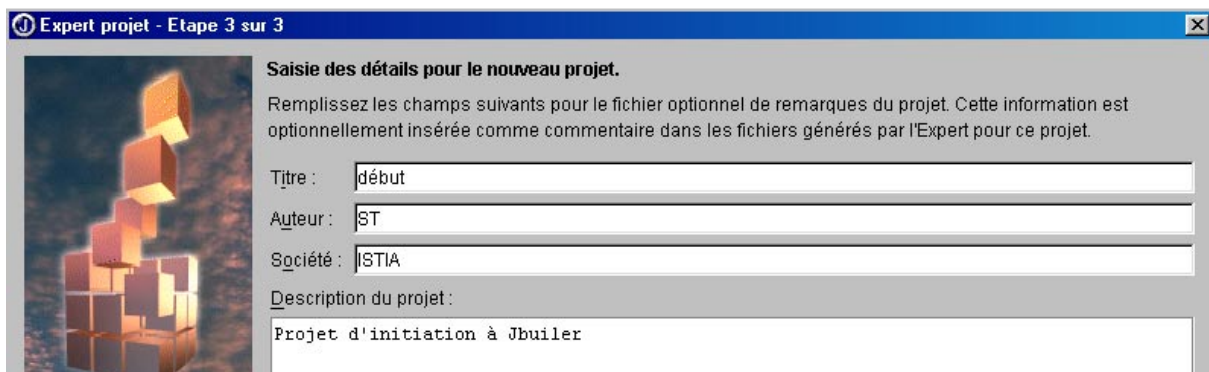 Expert projet - Etape 3 sur 3
Saisie des détails pour le nouveau projet.
Remplissez les champs suivants pour le fichier optionnel de remarques du projet. Cette information est
optionnellement insérée comme commentaire dans les fichiers générés par l'Expert pour ce projet.
Titre : début
Auteur : ST
Société : ISTIA
Description du projet :
Projet d'initiation à Jbuiler